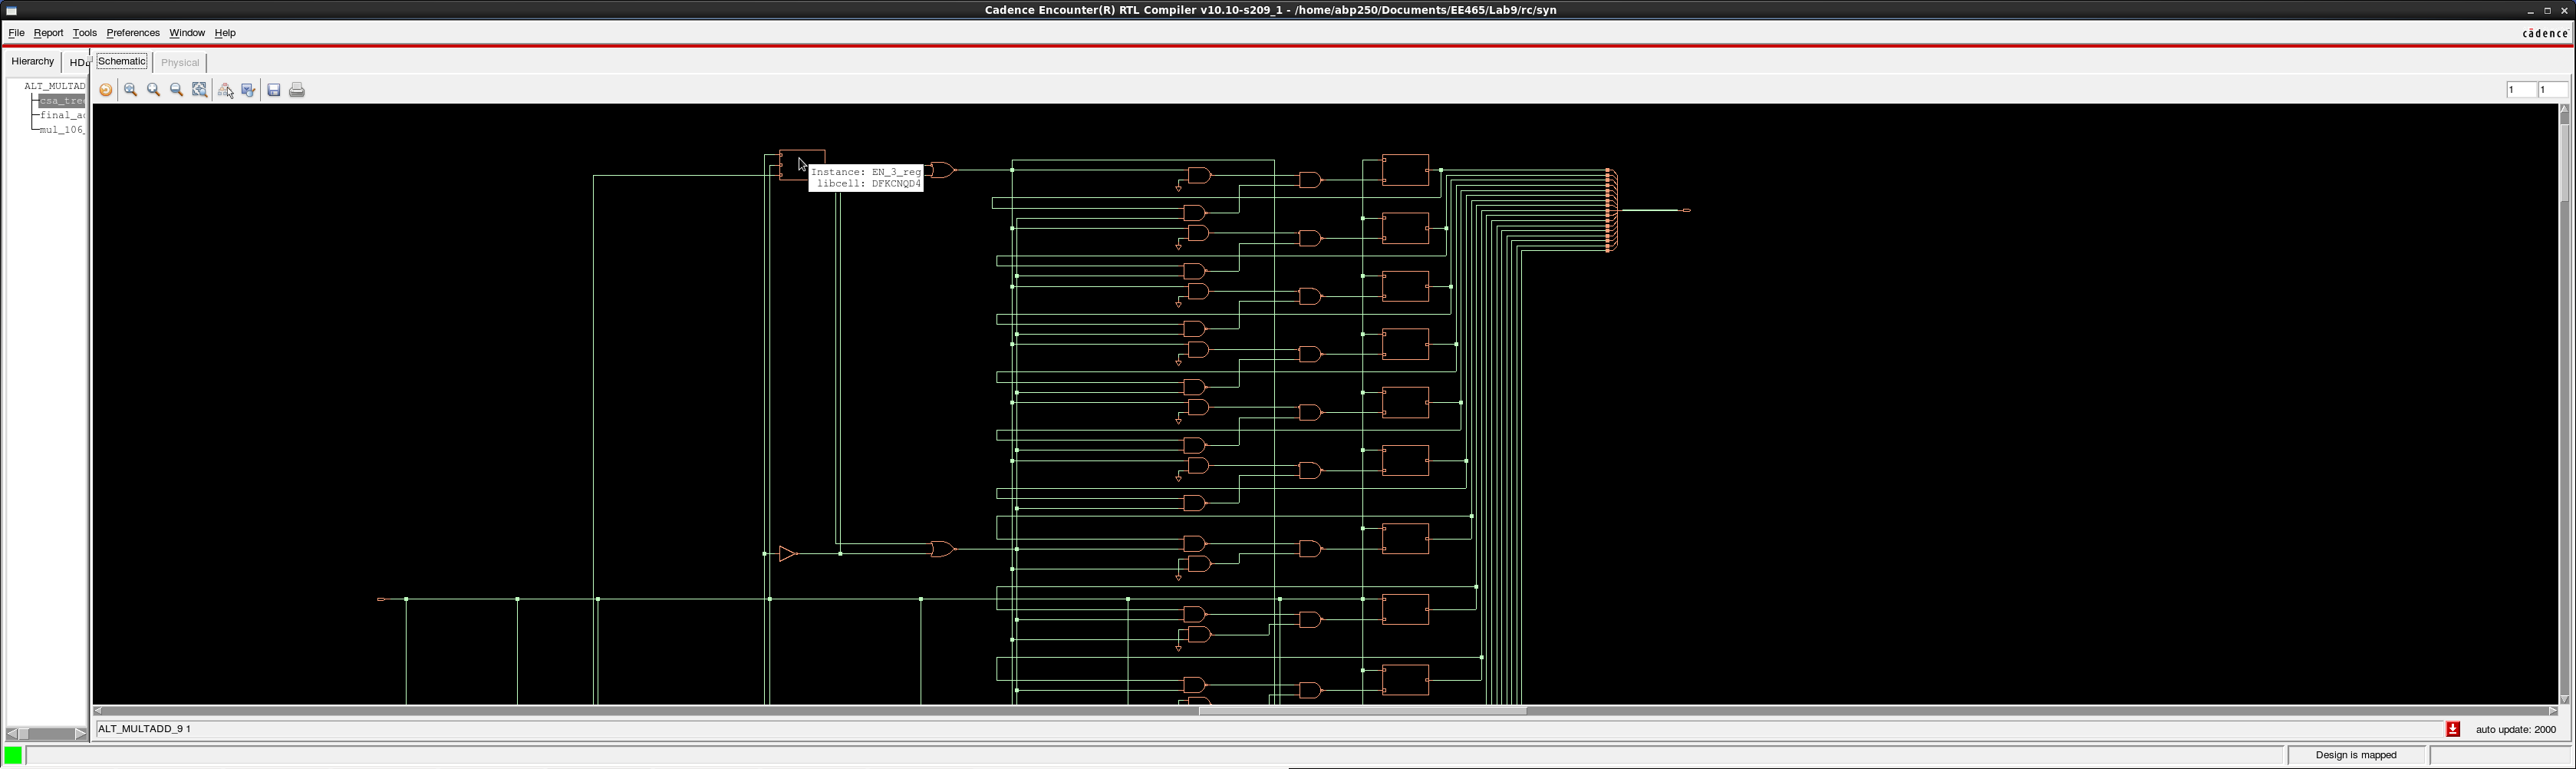 Cadence Encounter(R) RTL Compiler v10.10-s209_1 - /home/abp250/Documents/EE465/Lab9/rc/syn
File Report Tools Preferences Window Help
cādence
Hierarchy HD Schematic Physical
1 1
ALT_MULTAD
csa_tre
final_a
mul_106_
Instance: EN_3_reg
libcell: DFKCNQD4
ALT_MULTADD_9 1
auto update: 2000
Design is mapped